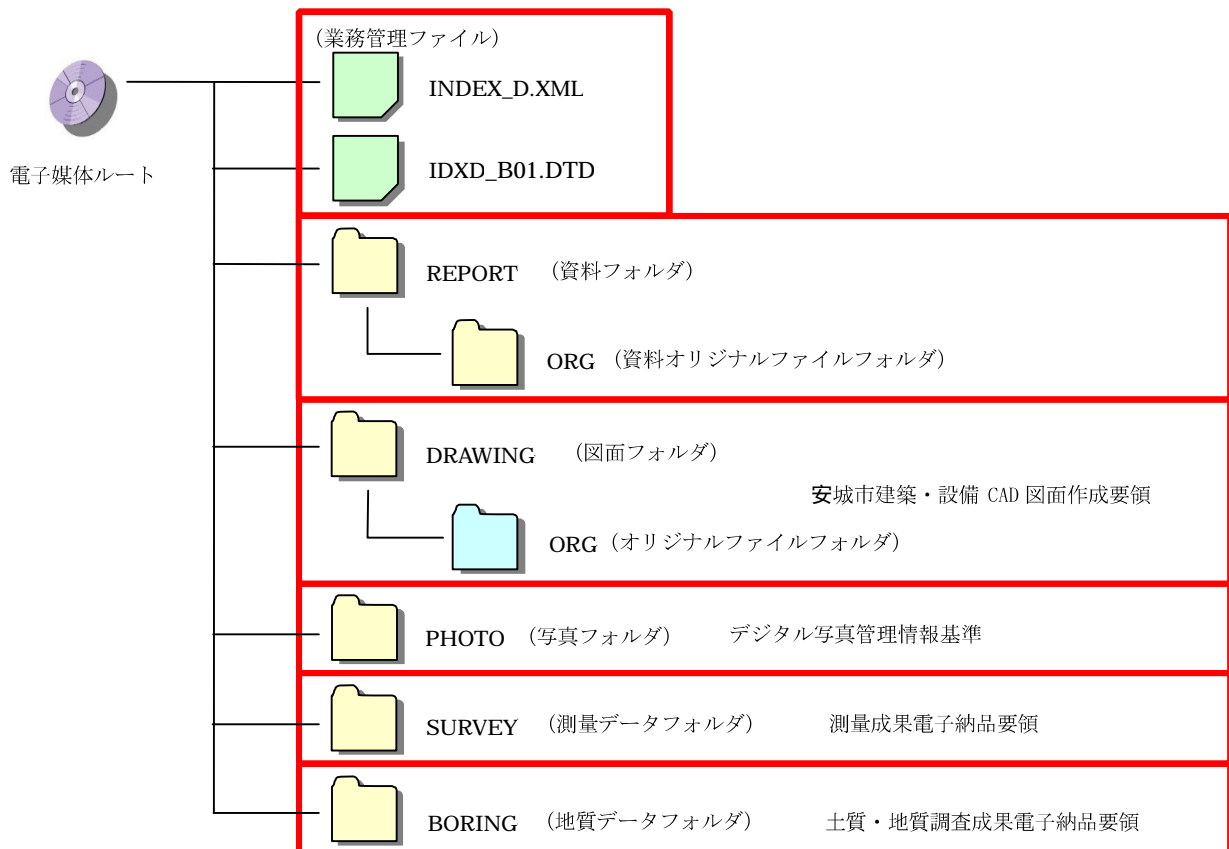 (業務管理ファイル)
INDEX_D.XML
電子媒体ルート
IDXD_B01.DTD
REPORT (資料フォルダ)
ORG (資料オリジナルファイルフォルダ)
DRAWING (図面フォルダ)
安城市建築・設備 CAD 図面作成要領
ORG (オリジナルファイルフォルダ)
PHOTO (写真フォルダ) デジタル写真管理情報基準
SURVEY (測量データフォルダ) 測量成果電子納品要領
BORING (地質データフォルダ) 土質・地質調査成果電子納品要領